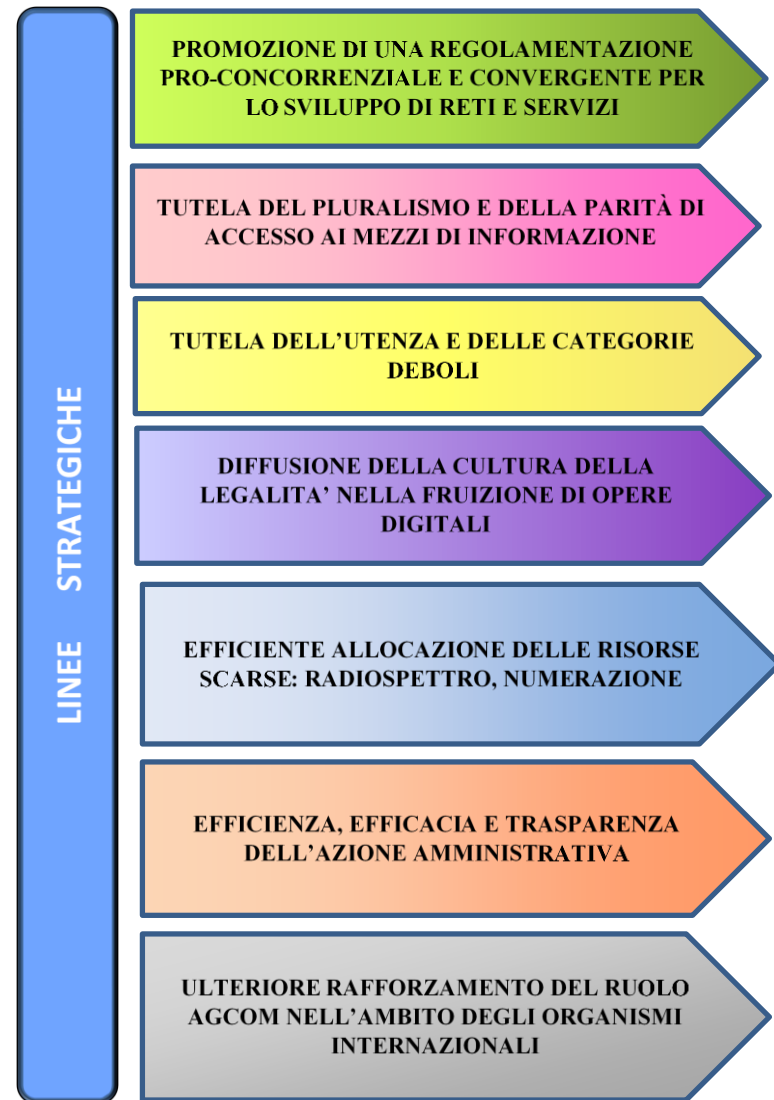 LINEE STRATEGICHE
PROMOZIONE DI UNA REGOLAMENTAZIONE
PRO-CONCORRENZIALE E CONVERGENTE PER
LO SVILUPPO DI RETI E SERVIZI
TUTELA DEL PLURALISMO E DELLA PARITÀ DI
ACCESSO AI MEZZI DI INFORMAZIONE
TUTELA DELL’UTENZA E DELLE CATEGORIE
DEBOLI
DIFFUSIONE DELLA CULTURA DELLA
LEGALITA’ NELLA FRUIZIONE DI OPERE
DIGITALI
EFFICIENTE ALLOCAZIONE DELLE RISORSE
SCARSE: RADIOSPETTRO, NUMERAZIONE
EFFICIENZA, EFFICACIA E TRASPARENZA
DELL’AZIONE AMMINISTRATIVA
ULTERIORE RAFFORZAMENTO DEL RUOLO
AGCOM NELL’AMBITO DEGLI ORGANISMI
INTERNAZIONALI